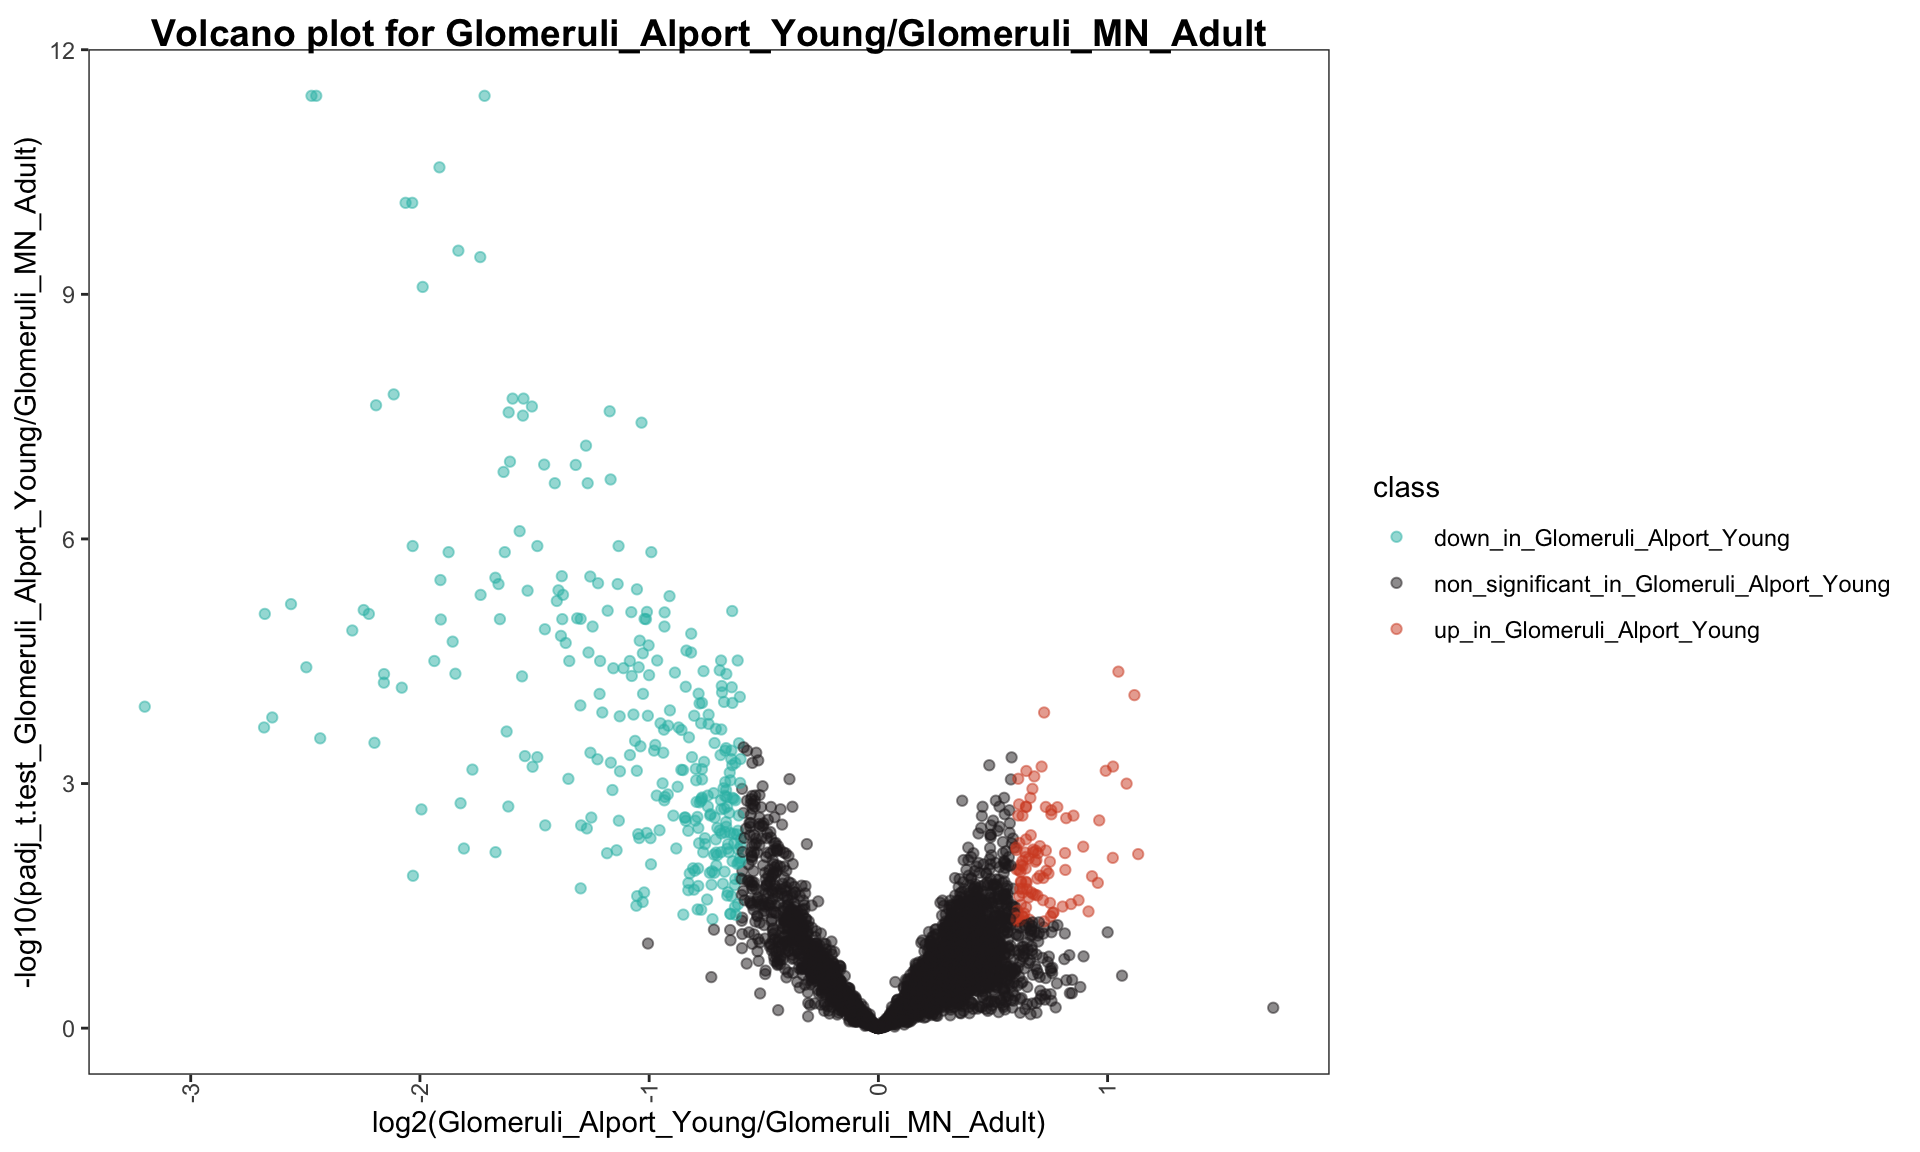 Volcano plot for Glomeruli_Alport_Young/Glomeruli_MN_Adult
-log10(padj_t.test_Glomeruli_Alport_Young/Glomeruli_MN_Adult)
12
9
6
3
0
-3
-2
-1
0
1
log2(Glomeruli_Alport_Young/Glomeruli_MN_Adult)
class
down_in_Glomeruli_Alport_Young
non_significant_in_Glomeruli_Alport_Young
up_in_Glomeruli_Alport_Young